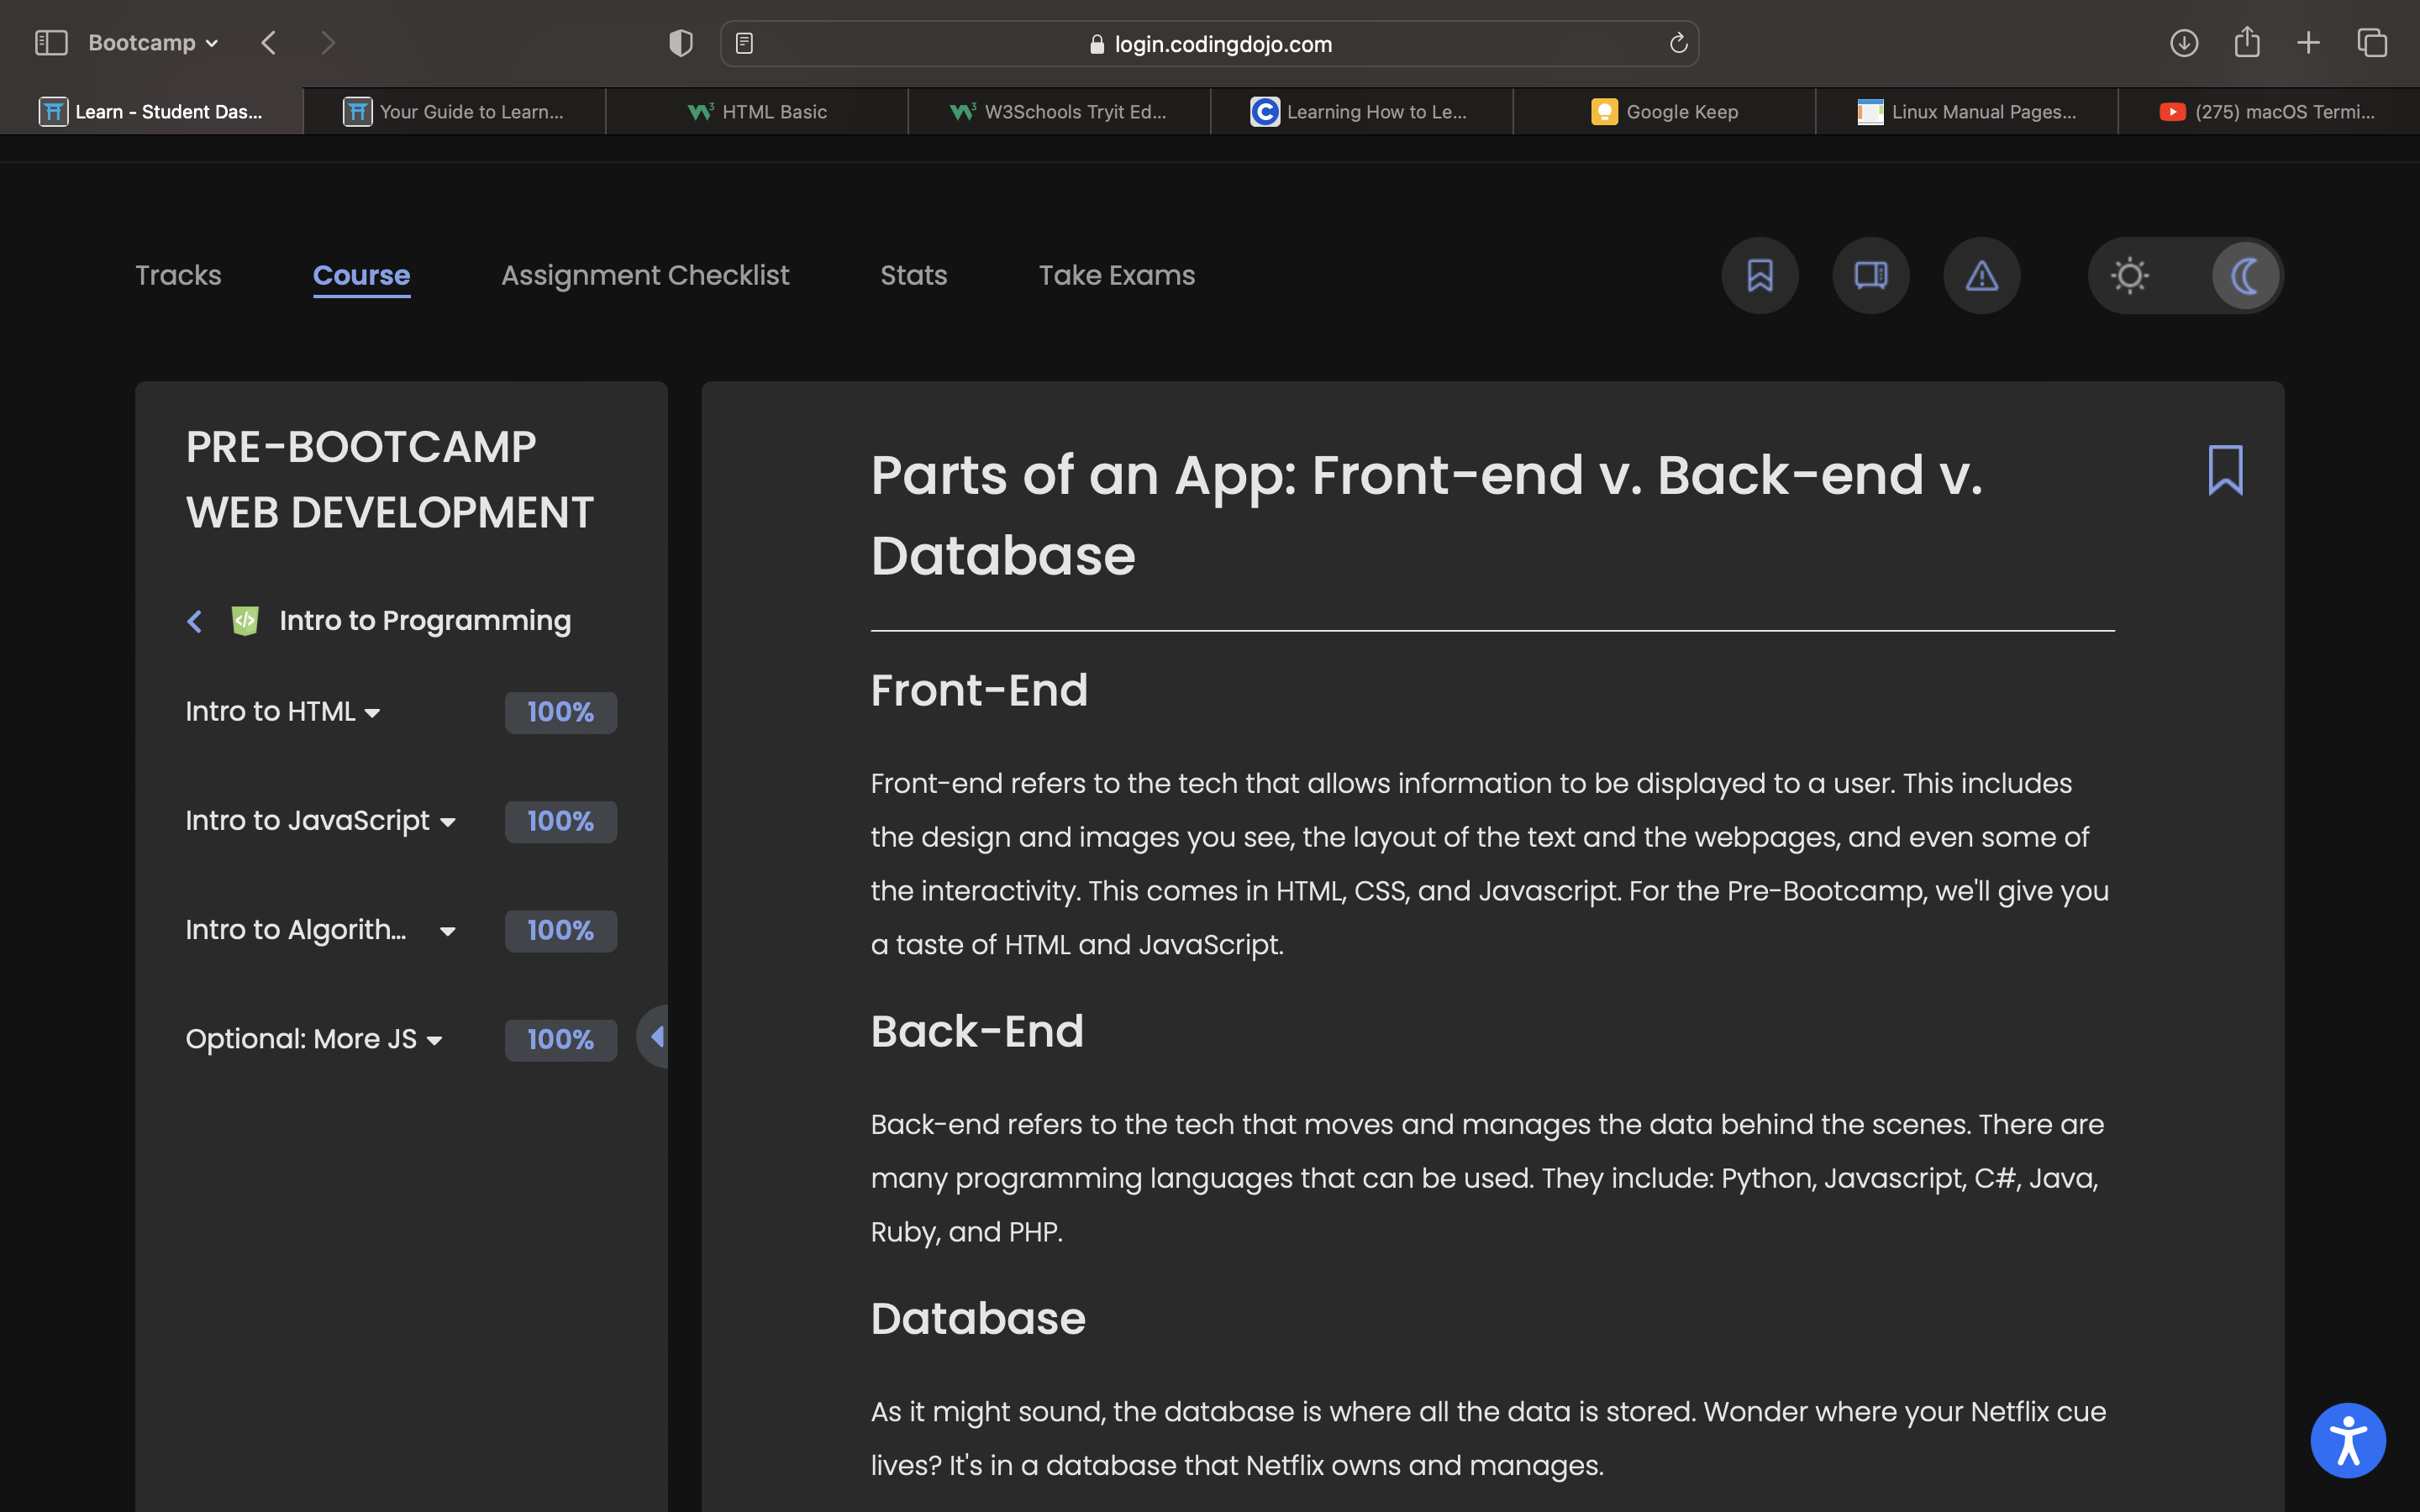 Bootcamp
login.codingdojo.com
Learn - Student Das...
Your Guide to Learn...
W3 HTML Basic
W3 W3Schools Tryit Ed...
C Learning How to Le...
Google Keep
Linux Manual Pages...
(275) macOS Termi...
Tracks
Course
Assignment Checklist
Stats
Take Exams
PRE-BOOTCAMP
WEB DEVELOPMENT
</> Intro to Programming
Intro to HTML 100%
Intro to JavaScript 100%
Intro to Algorith... 100%
Optional: More JS 100%
Parts of an App: Front-end v. Back-end v.
Database
Front-End
Front-end refers to the tech that allows information to be displayed to a user. This includes
the design and images you see, the layout of the text and the webpages, and even some of
the interactivity. This comes in HTML, CSS, and Javascript. For the Pre-Bootcamp, we'll give you
a taste of HTML and JavaScript.
Back-End
Back-end refers to the tech that moves and manages the data behind the scenes. There are
many programming languages that can be used. They include: Python, Javascript, C#, Java,
Ruby, and PHP.
Database
As it might sound, the database is where all the data is stored. Wonder where your Netflix cue
lives? It's in a database that Netflix owns and manages.